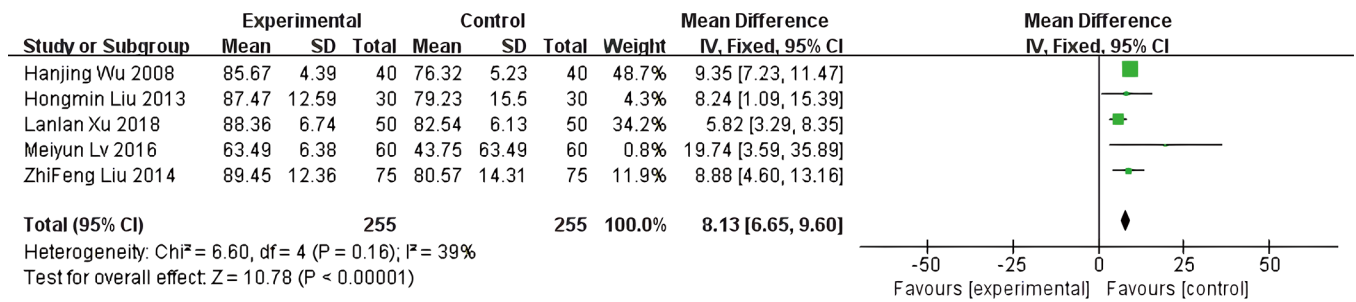 Experimental Control Mean Difference Mean Difference
Study or Subgroup Mean SD Total Mean SD Total Weight IV, Fixed, 95% CI IV, Fixed, 95% CI
Hanjing Wu 2008 85.67 4.39 40 76.32 5.23 40 48.7% 9.35 [7.23, 11.47]
Hongmin Liu 2013 87.47 12.59 30 79.23 15.5 30 4.3% 8.24 [1.09, 15.39]
Lanlan Xu 2018 88.36 6.74 50 82.54 6.13 50 34.2% 5.82 [3.29, 8.35]
Meiyun Lv 2016 63.49 6.38 60 43.75 63.49 60 0.8% 19.74 [3.59, 35.89]
ZhiFeng Liu 2014 89.45 12.36 75 80.57 14.31 75 11.9% 8.88 [4.60, 13.16]
Total (95% CI) 255 255 100.0% 8.13 [6.65, 9.60]
Heterogeneity: Chi² = 6.60, df = 4 (P = 0.16); I² = 39%
Test for overall effect: Z = 10.78 (P < 0.00001)
-50 -25 0 25 50
Favours [experimental] Favours [control]